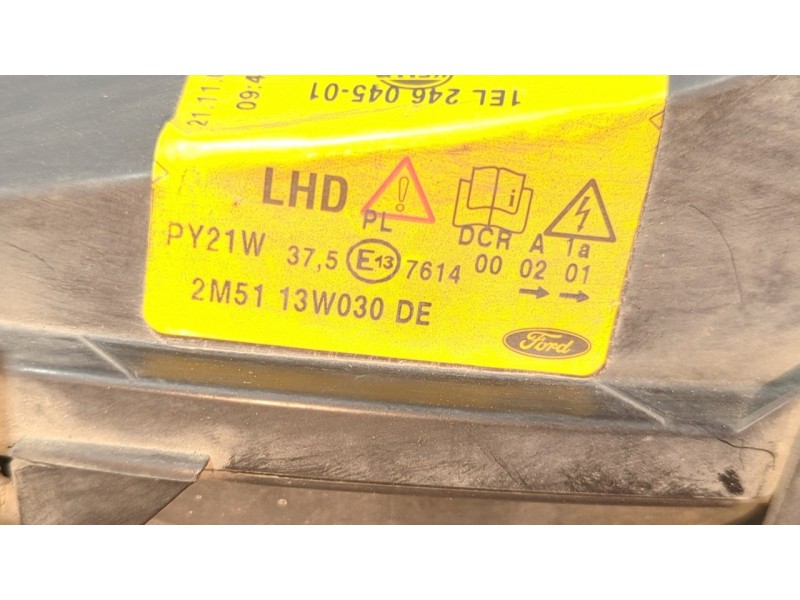 1EL 246 045-01
LHD
PL
DCR A 1a
PY21W 37,5 E13 7614 00 02 01
2M51 13W030 DE
Ford